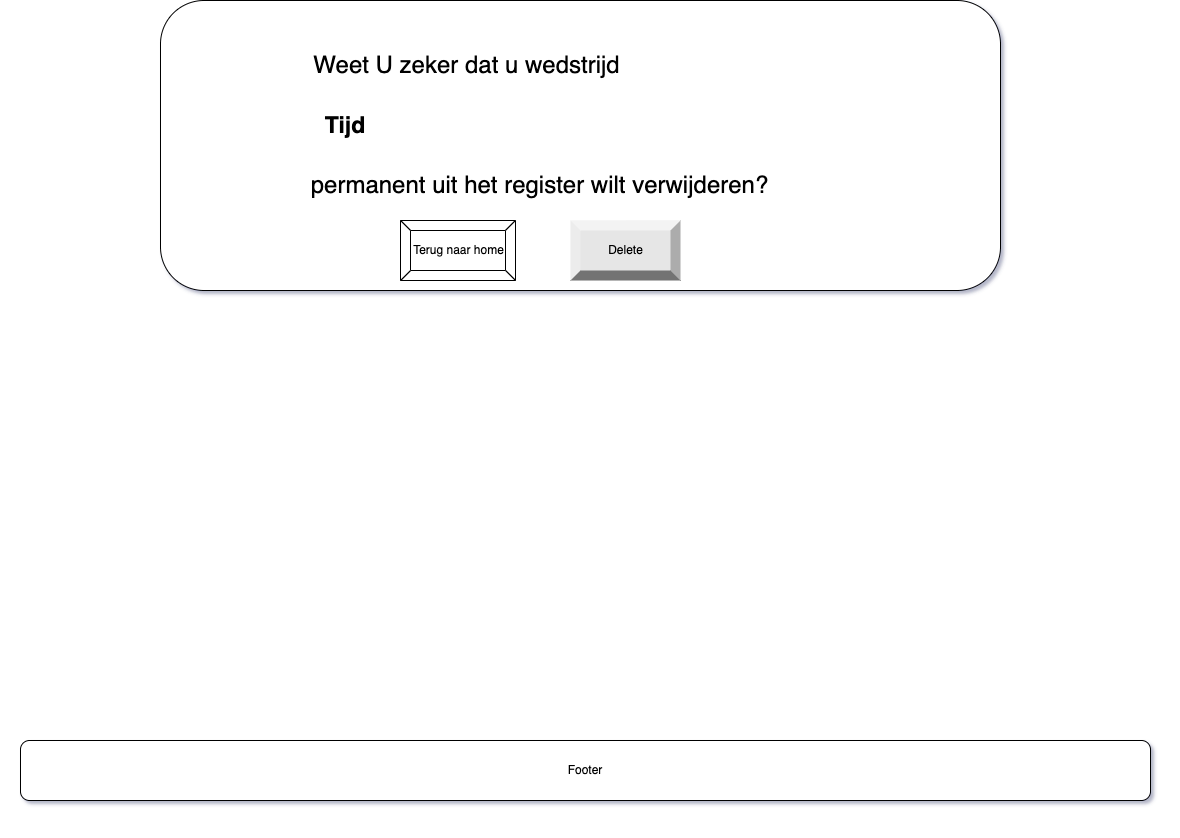 Weet U zeker dat u wedstrijd
Tijd
permanent uit het register wilt verwijderen?
Terug naar home
Delete
Footer